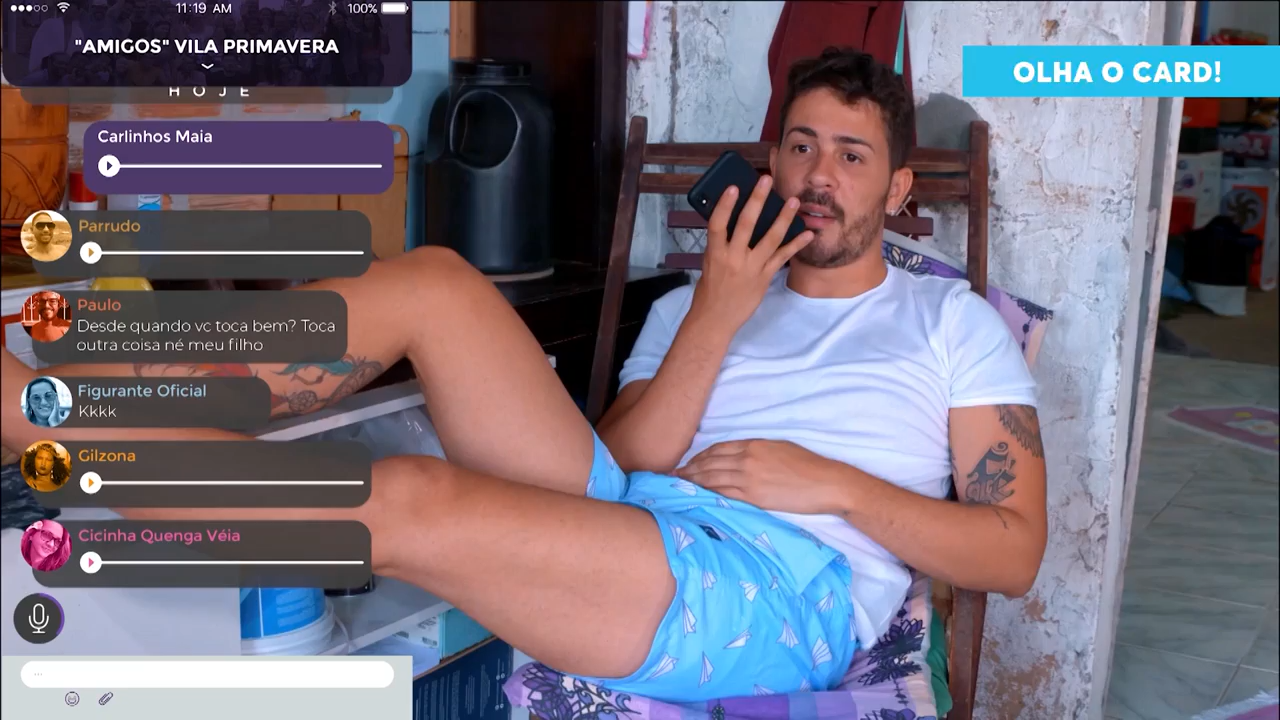 11:19 AM
100%
"AMIGOS" VILA PRIMAVERA
HOJE
OLHA O CARD!
Carlinhos Maia
Parrudo
Paulo
Desde quando vc toca bem? Toca
outra coisa né meu filho
Figurante Oficial
Kkkk
Gilzona
Cicinha Quenga Véia
...